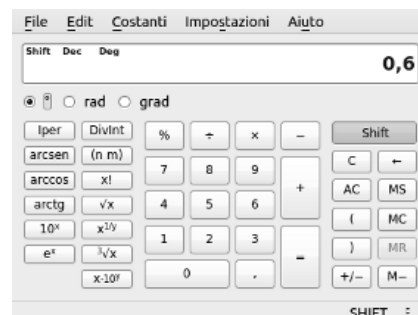 File Edit Costanti Impostazioni Aiuto
Shift Dec Deg
0,6
° rad grad
Iper DivInt % ÷ × − Shift
arcsen (n m) 7 8 9 + C ←
arccos x! AC MS
arctg √x 4 5 6 ( MC
10ˣ x¹/ʸ 1 2 3 = ) MR
eˣ ³√x 0 , +/− M−
x·10ʸ
SHIFT